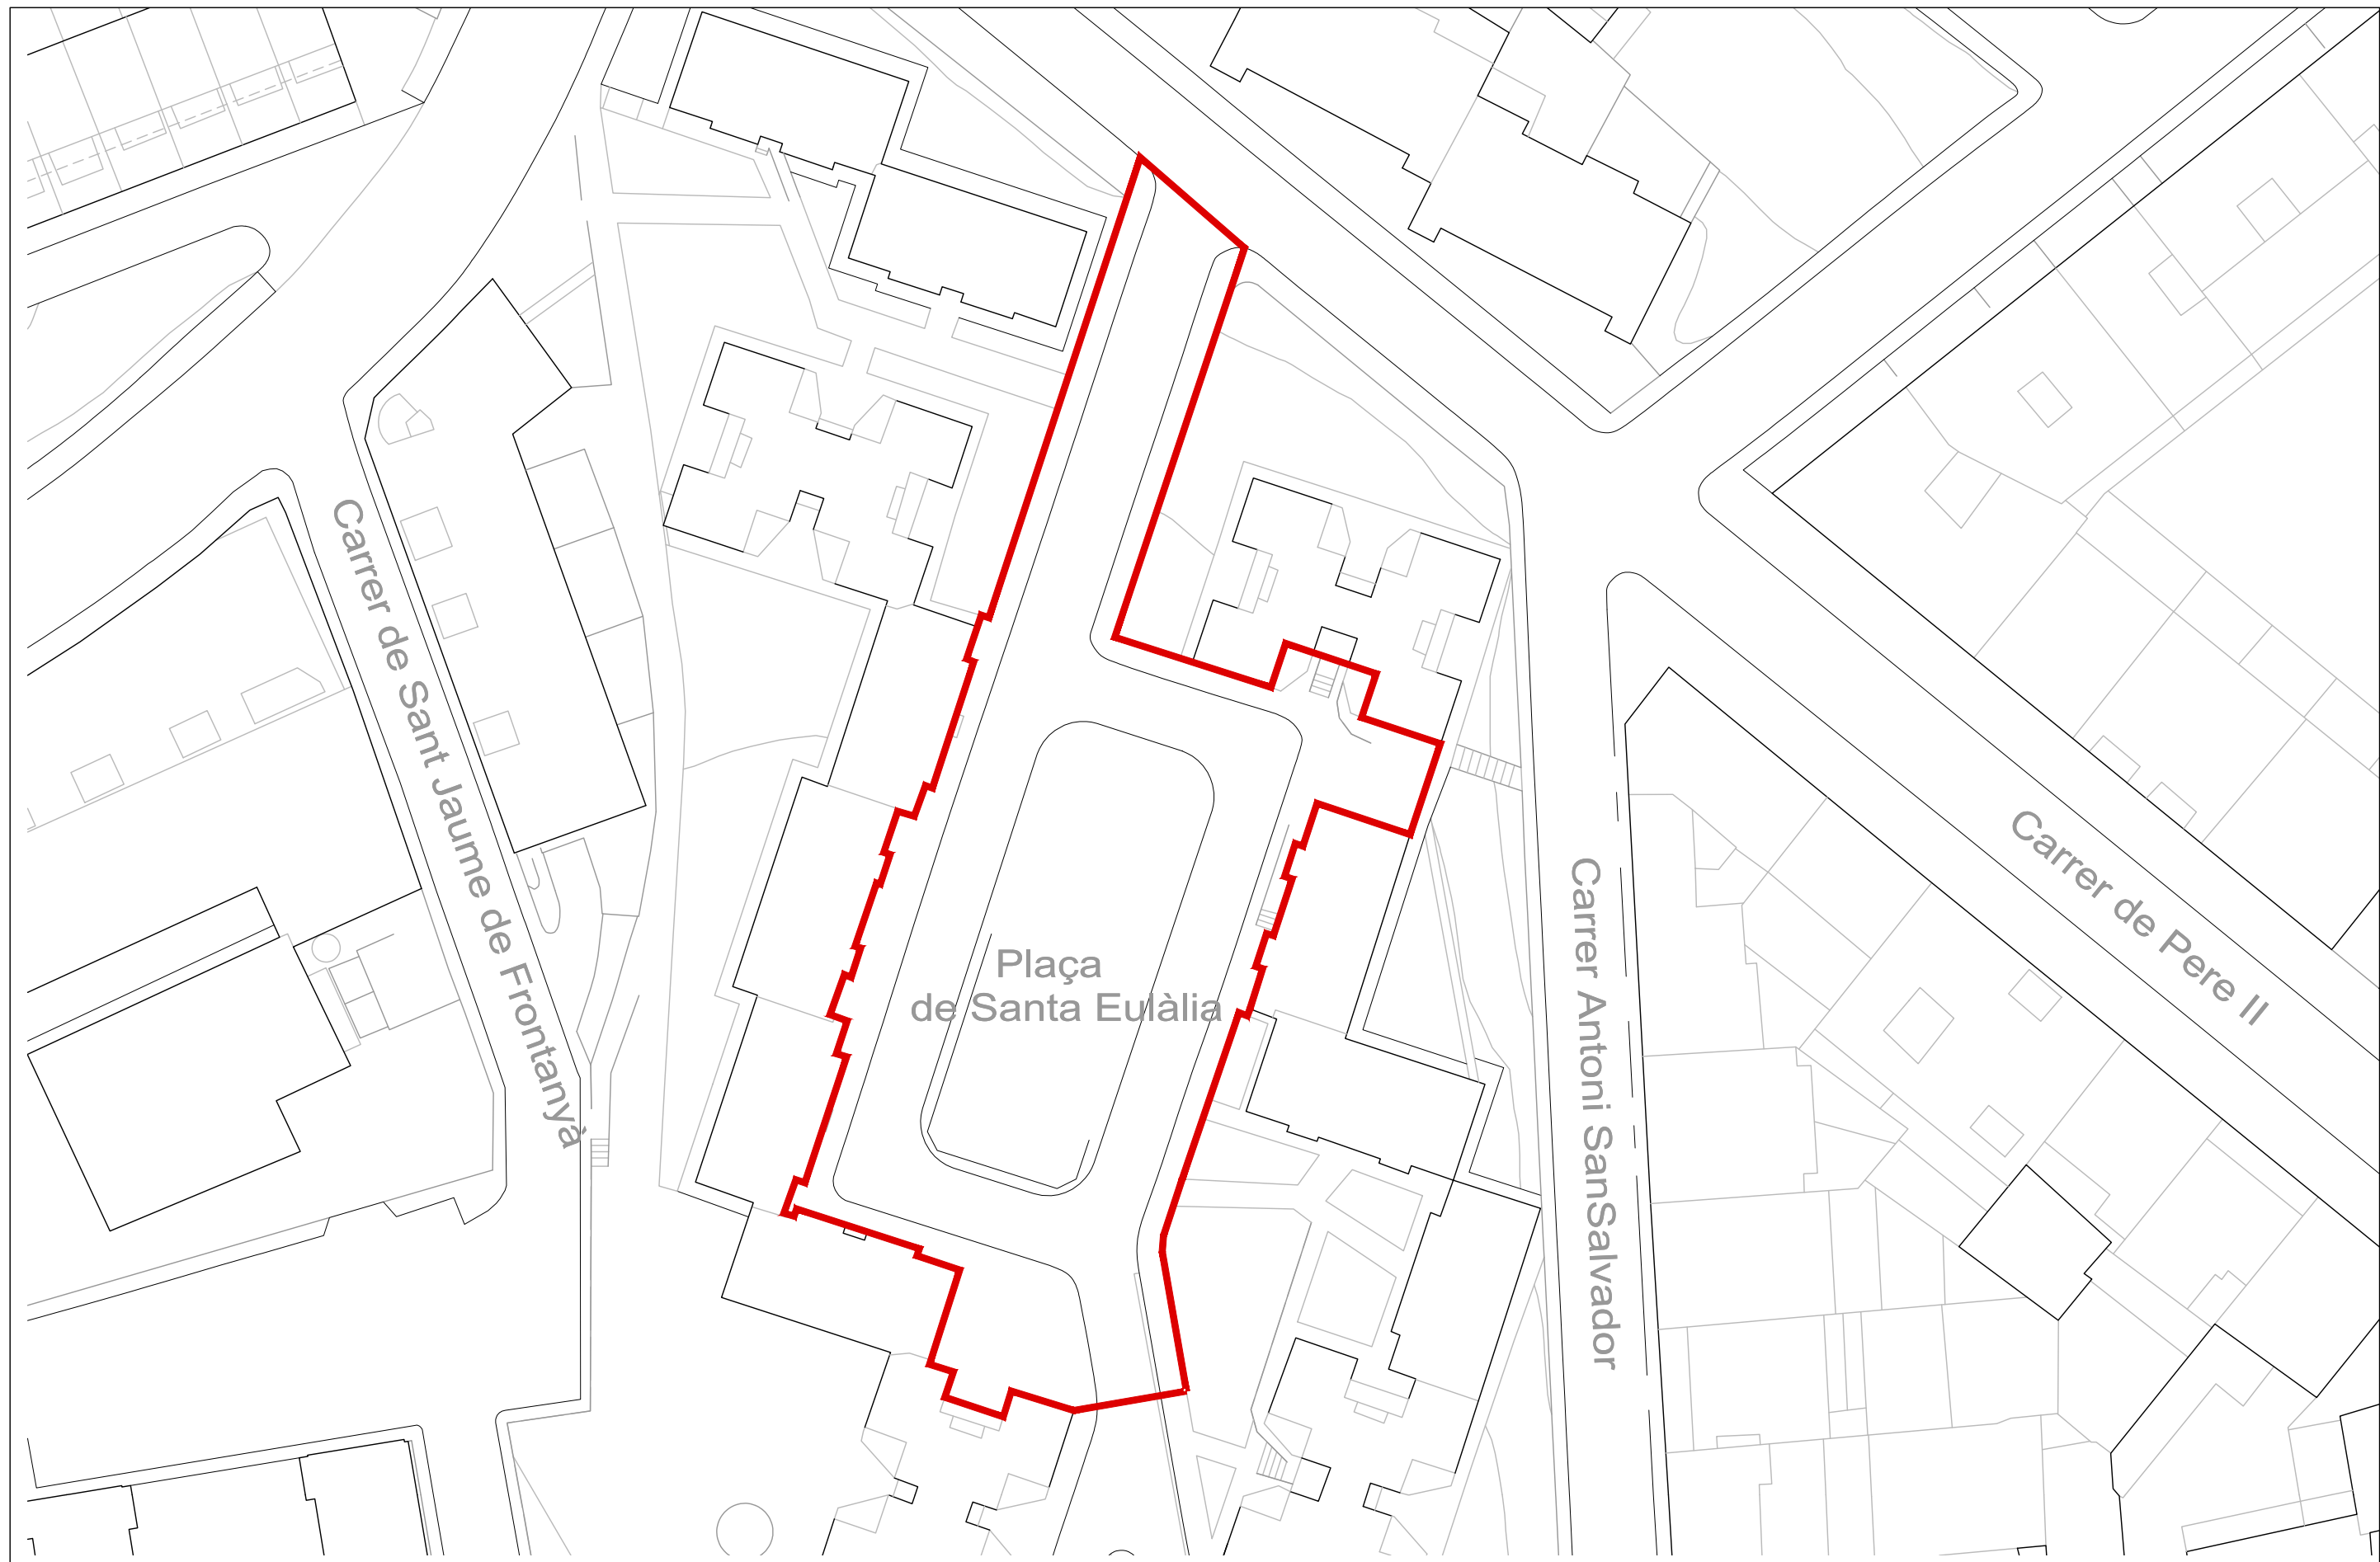 Carrer de Sant Jaume de Frontanyà
Plaça
de Santa Eulàlia
Carrer Antoni SanSalvador
Carrer de Pere II